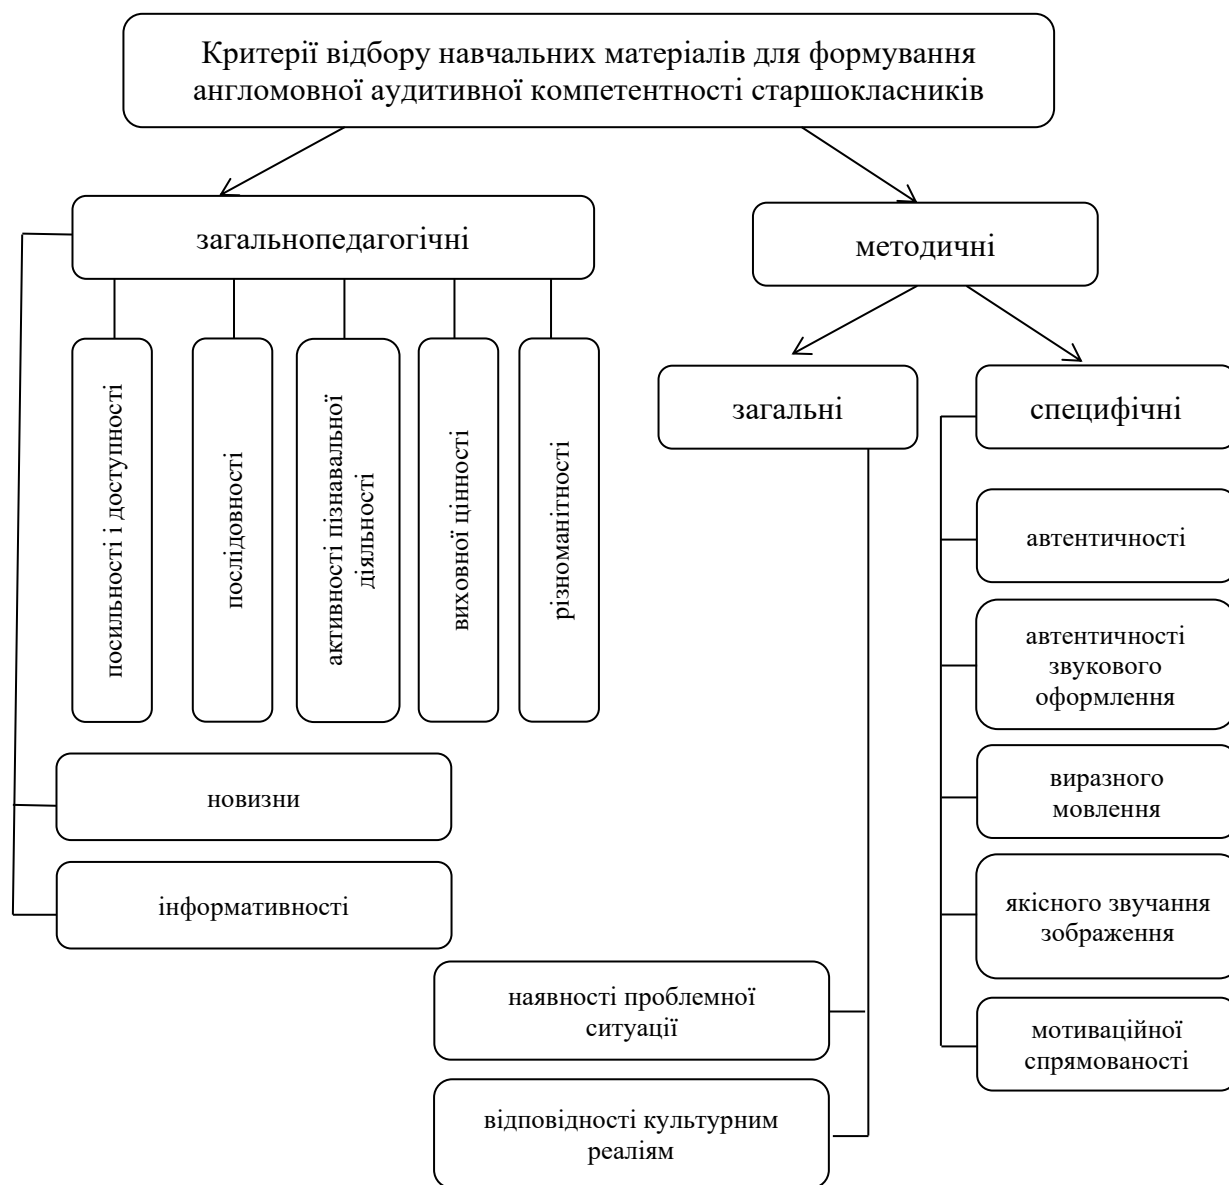 Критерії відбору навчальних матеріалів для формування
англомовної аудитивної компетентності старшокласників
загальнопедагогічні
методичні
посильності і доступності
послідовності
активності пізнавальної
діяльності
виховної цінності
різноманітності
загальні
специфічні
автентичності
автентичності
звукового
оформлення
виразного
мовлення
якісного звучання
зображення
мотиваційної
спрямованості
новизни
інформативності
наявності проблемної
ситуації
відповідності культурним
реаліям